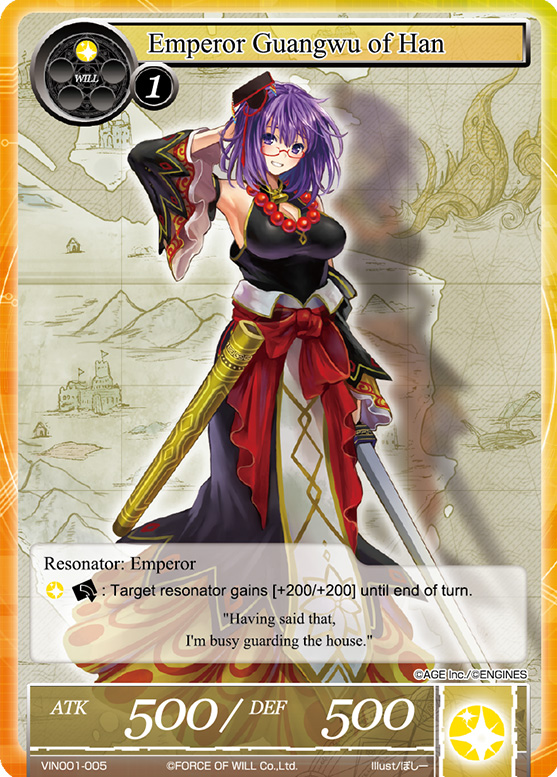 Emperor Guangwu of Han
WILL
1
Resonator: Emperor
: Target resonator gains [+200/+200] until end of turn.
"Having said that,
I'm busy guarding the house."
©AGE Inc./©ENGINES
ATK 500/ DEF 500
VIN001-005 ©FORCE OF WILL Co.,Ltd. Illust/ぽしー